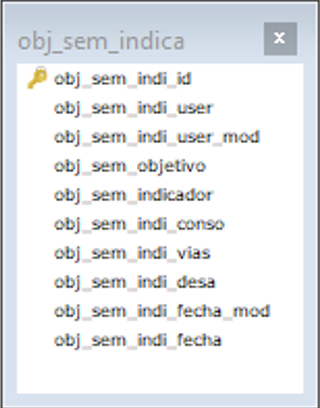 obj_sem_indica
x
obj_sem_indi_id
obj_sem_indi_user
obj_sem_indi_user_mod
obj_sem_objetivo
obj_sem_indicador
obj_sem_indi_conso
obj_sem_indi_vias
obj_sem_indi_desa
obj_sem_indi_fecha_mod
obj_sem_indi_fecha